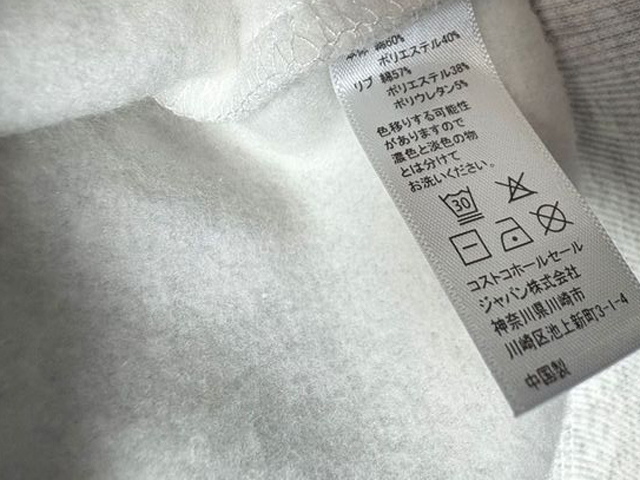 本体 綿60%
ポリエステル40%
リブ 綿57%
ポリエステル38%
ポリウレタン5%
色移りする可能性
がありますので
濃色と淡色の物
とは分けて
お洗いください。
30
コストコホールセール
ジャパン株式会社
神奈川県川崎市
川崎区池上新町3-1-4
中国製